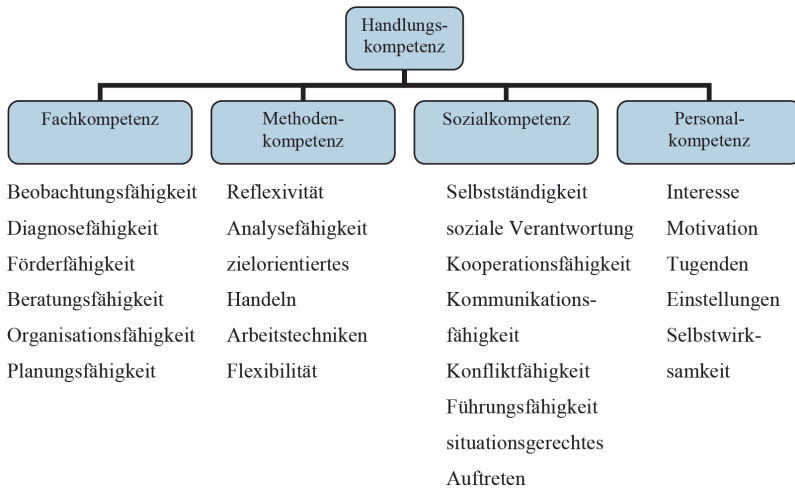 Handlungs-
kompetenz
Fachkompetenz
Methoden-
kompetenz
Sozialkompetenz
Personal-
kompetenz
Beobachtungsfähigkeit
Diagnosefähigkeit
Förderfähigkeit
Beratungsfähigkeit
Organisationsfähigkeit
Planungsfähigkeit
Reflexivität
Analysefähigkeit
zielorientiertes
Handeln
Arbeitstechniken
Flexibilität
Selbstständigkeit
soziale Verantwortung
Kooperationsfähigkeit
Kommunikations-
fähigkeit
Konfliktfähigkeit
Führungsfähigkeit
situationsgerechtes
Auftreten
Interesse
Motivation
Tugenden
Einstellungen
Selbstwirk-
samkeit